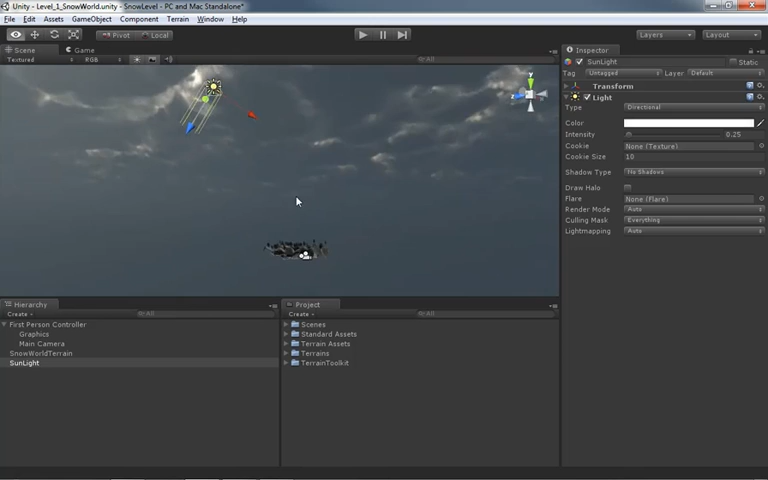 Unity - Level_1_SnowWorld.unity - SnowLevel - PC and Mac Standalone*
File Edit Assets GameObject Component Terrain Window Help
Pivot Local Layers Layout
Scene Game
Textured RGB All
Inspector
SunLight Static
Tag Untagged Layer Default
Transform
Light
Type Directional
Color
Intensity 0.25
Cookie None (Texture)
Cookie Size 10
Shadow Type No Shadows
Draw Halo
Flare None (Flare)
Render Mode Auto
Culling Mask Everything
Lightmapping Auto
y
z
Hierarchy
Create All
First Person Controller
Graphics
Main Camera
SnowWorldTerrain
SunLight
Project
Create All
Scenes
Standard Assets
Terrain Assets
Terrains
TerrainToolkit